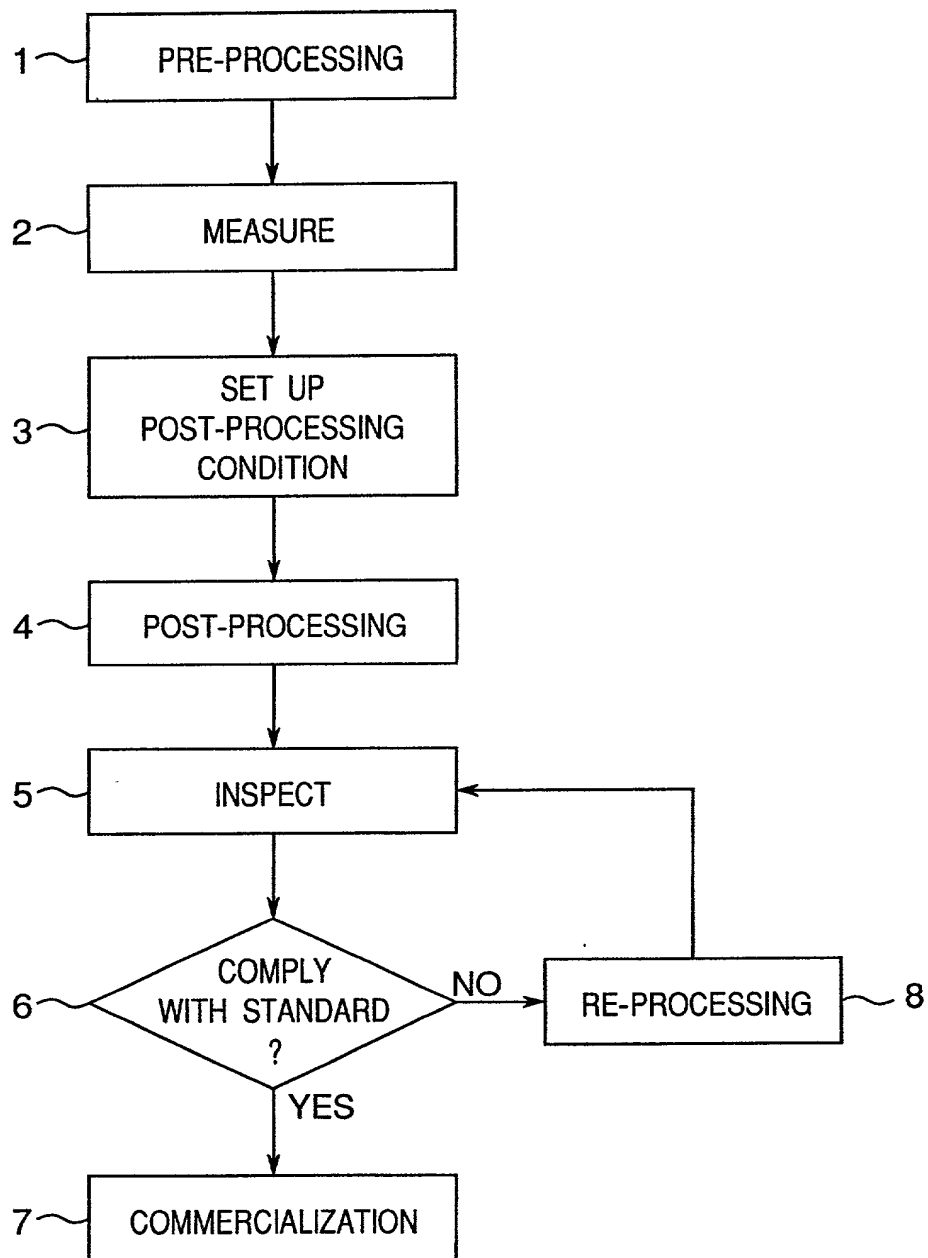 1
PRE-PROCESSING
2
MEASURE
3
SET UP
POST-PROCESSING
CONDITION
4
POST-PROCESSING
5
INSPECT
6
COMPLY
WITH STANDARD
?
NO
RE-PROCESSING
8
YES
7
COMMERCIALIZATION